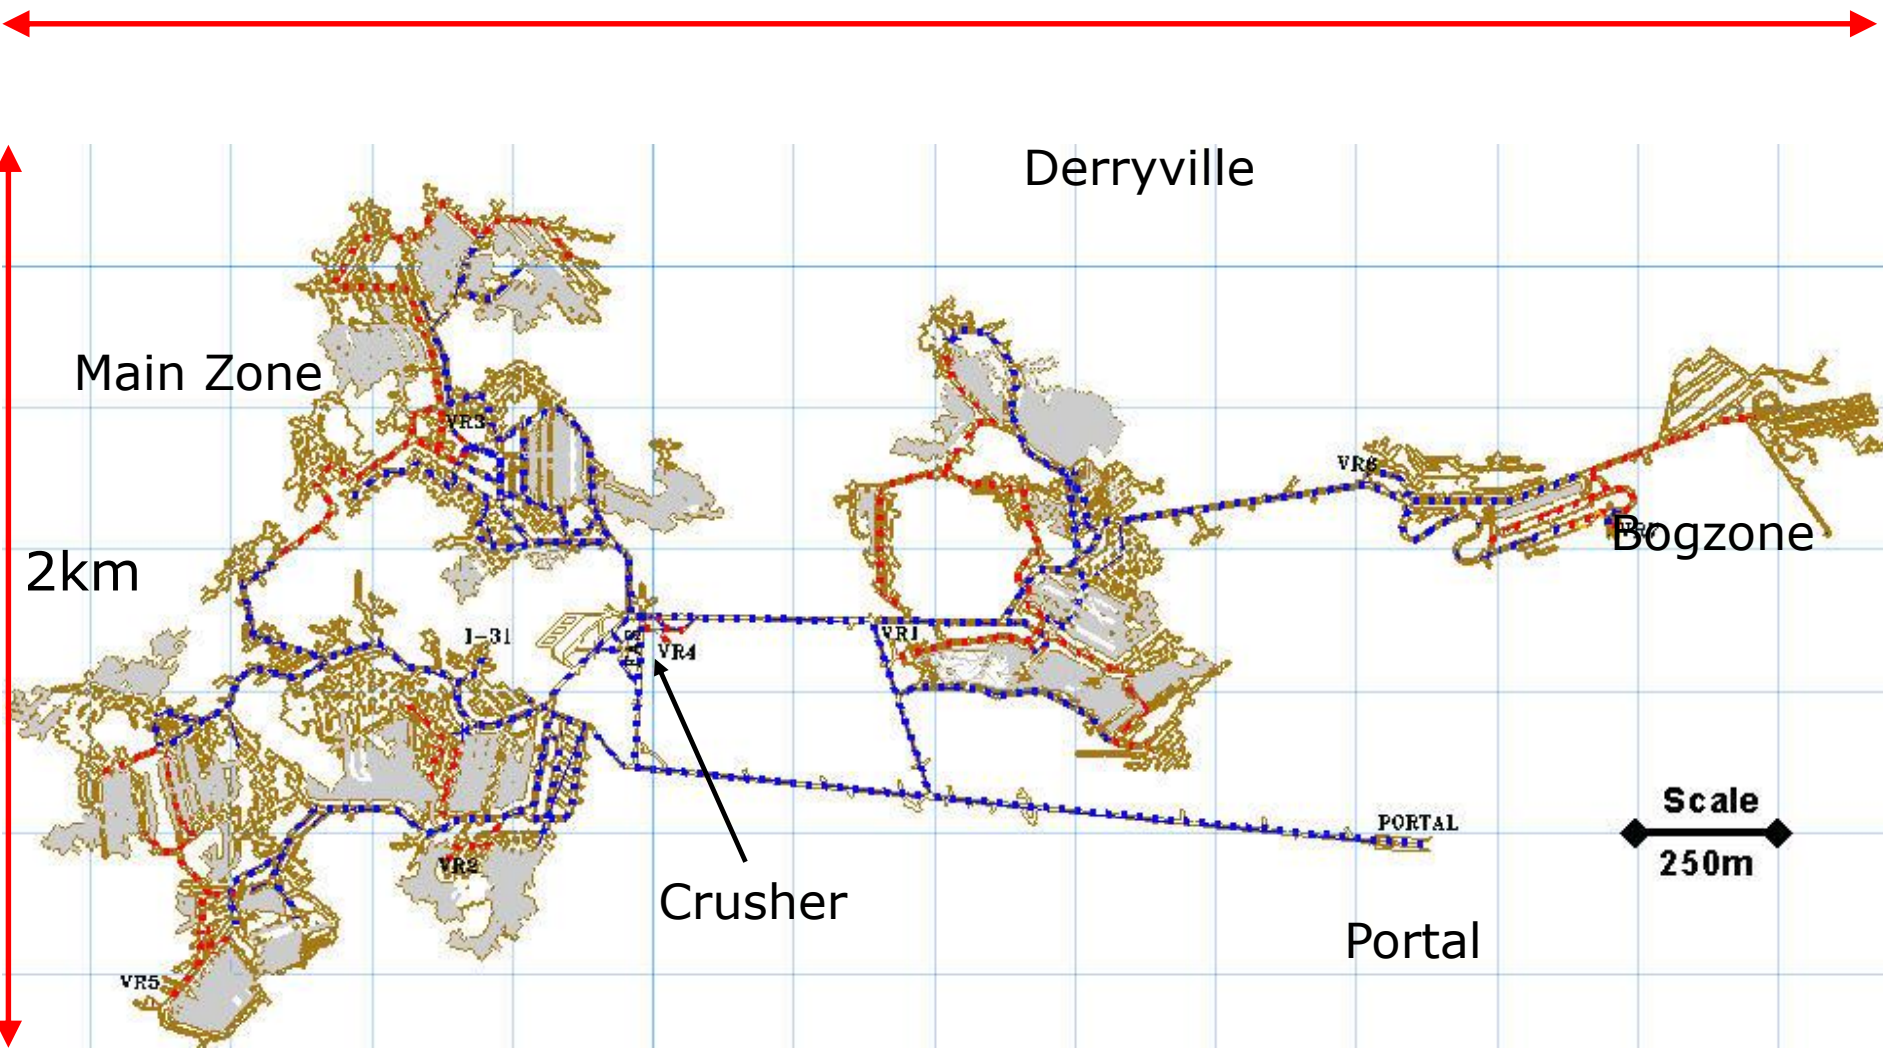 Derryville
Main Zone
VR3
VR6
Bogzone
2km
I-31
VR1
VR4
Scale
PORTAL
250m
VR2
Crusher
Portal
VR5